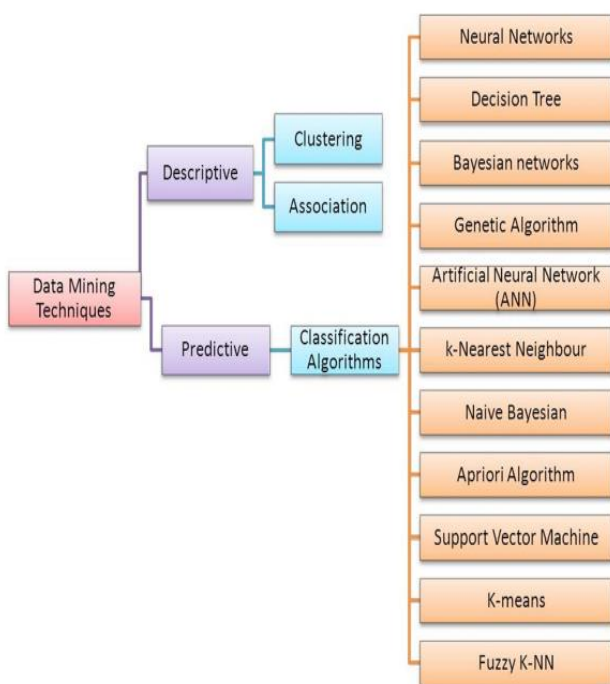 Data Mining
Techniques
Descriptive
Clustering
Association
Predictive
Classification
Algorithms
Neural Networks
Decision Tree
Bayesian networks
Genetic Algorithm
Artificial Neural Network
(ANN)
k-Nearest Neighbour
Naive Bayesian
Apriori Algorithm
Support Vector Machine
K-means
Fuzzy K-NN